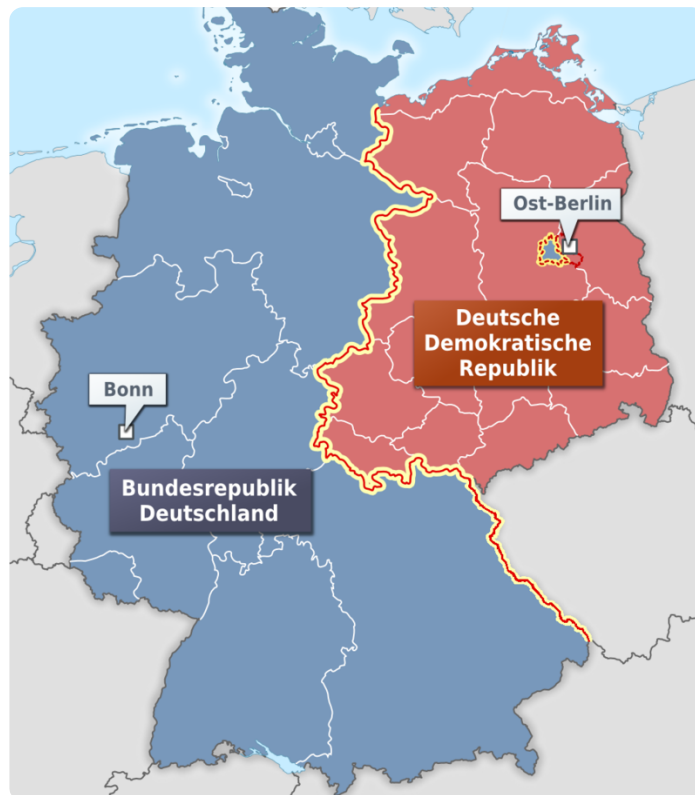 Ost-Berlin
Deutsche
Demokratische
Republik
Bonn
Bundesrepublik
Deutschland